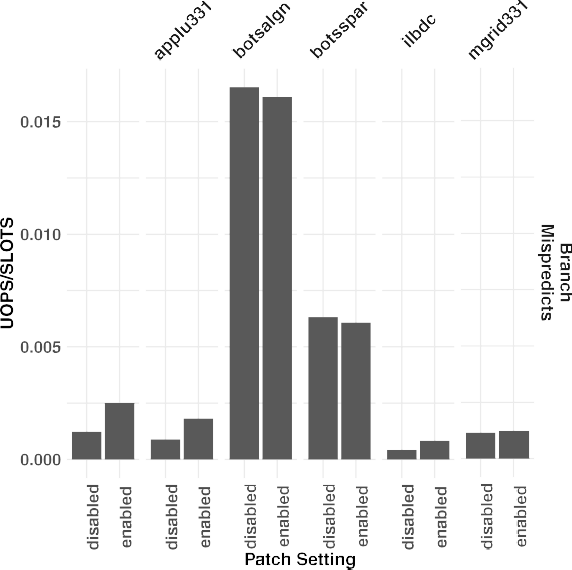 applu331 botsalgn botsspar ilbdc mgrid331
0.015
0.010
0.005
0.000
UOPS/SLOTS
Branch
Mispredicts
disabled enabled disabled enabled disabled enabled disabled enabled disabled enabled disabled enabled
Patch Setting